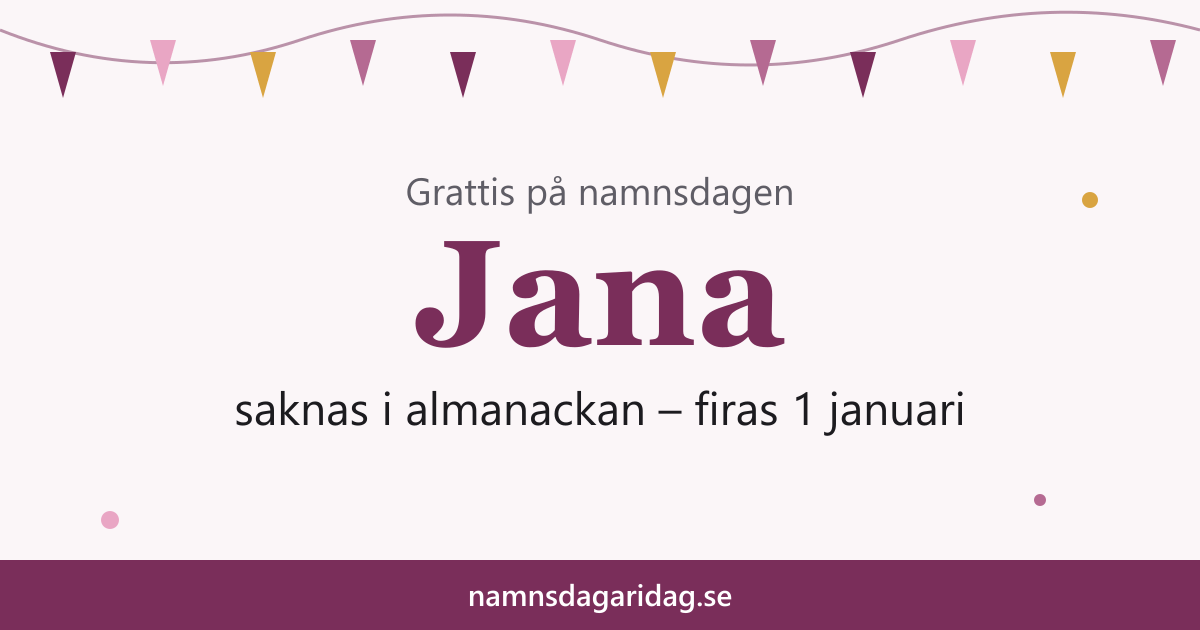 Grattis på namnsdagen
Jana
saknas i almanackan – firas 1 januari
namnsdagaridag.se